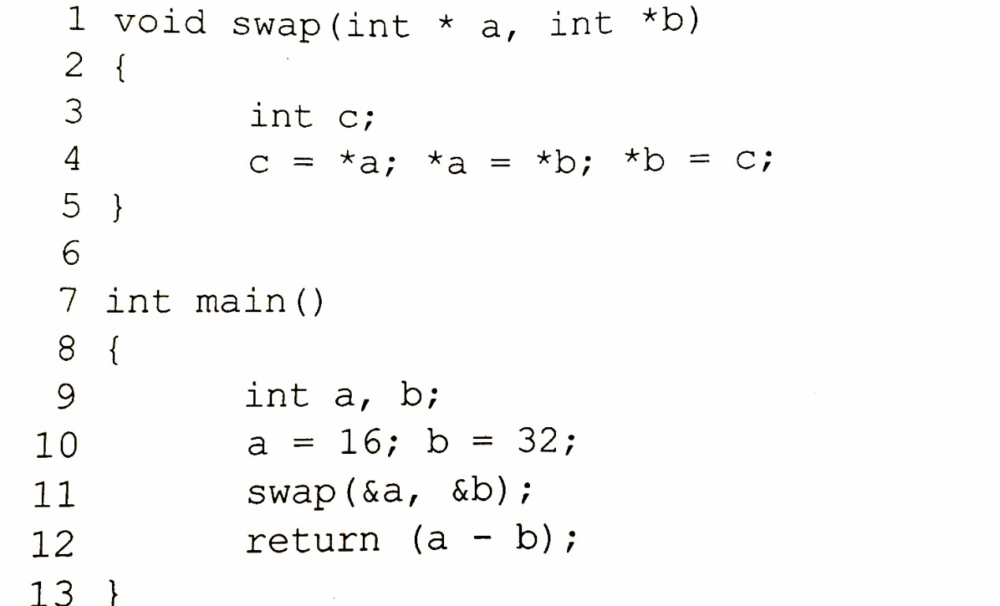 1 void swap(int * a, int *b)
2 {
3 int c;
4 c = *a; *a = *b; *b = c;
5 }
6
7 int main()
8 {
9 int a, b;
10 a = 16; b = 32;
11 swap(&a, &b);
12 return (a - b);
13 }